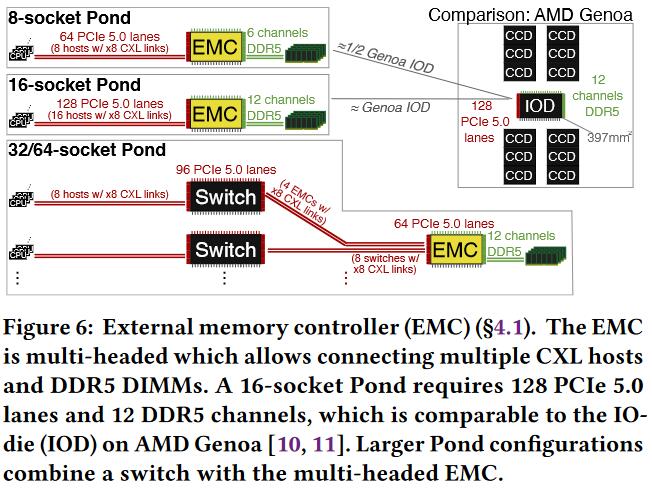 8-socket Pond
64 PCIe 5.0 lanes
(8 hosts w/ x8 CXL links)
CPU
EMC
6 channels
DDR5
≈1/2 Genoa IOD
16-socket Pond
128 PCIe 5.0 lanes
(16 hosts w/ x8 CXL links)
CPU
EMC
12 channels
DDR5
≈ Genoa IOD
Comparison: AMD Genoa
CCD CCD
CCD CCD
CCD CCD
128
PCIe 5.0
lanes
IOD
12
channels
DDR5
397mm²
CCD CCD
CCD CCD
CCD CCD
32/64-socket Pond
96 PCIe 5.0 lanes
CPU
(8 hosts w/ x8 CXL links)
Switch
(4 EMCs w/
x8 CXL links)
CPU
Switch
(8 switches w/
x8 CXL links)
64 PCIe 5.0 lanes
EMC
12 channels
DDR5
Figure 6: External memory controller (EMC) (§4.1). The EMC
is multi-headed which allows connecting multiple CXL hosts
and DDR5 DIMMs. A 16-socket Pond requires 128 PCIe 5.0
lanes and 12 DDR5 channels, which is comparable to the IO-
die (IOD) on AMD Genoa [10, 11]. Larger Pond configurations
combine a switch with the multi-headed EMC.